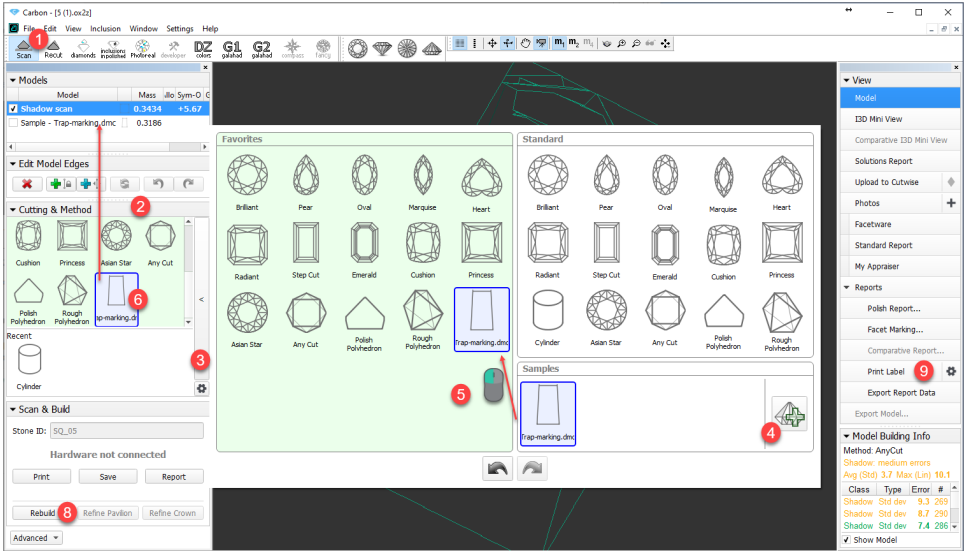 Carbon - [5 (1).ox2z]
File Edit View Inclusion Window Settings Help
1
Scan Recut diamonds inclusions in polished Photoreal developer DZ colors G1 galahad G2 galahad compass fancy
m1 m2 m4
Models
Model Mass Sym-O
Shadow scan 0.3434 +5.67
Sample - Trap-marking.dmc 0.3186
Edit Model Edges
2
Cutting & Method
Cushion Princess Asian Star Any Cut
6
Polish Polyhedron Rough Polyhedron
<
Recent
3
Cylinder
Scan & Build
Stone ID: SQ_05
Hardware not connected
Print Save Report
Rebuild 8 Refine Pavilion Refine Crown
Advanced
Favorites
Brilliant Pear Oval Marquise Heart
Radiant Step Cut Emerald Cushion Princess
Asian Star Any Cut Polish Polyhedron Rough Polyhedron Trap-marking.dmc
5
Standard
Brilliant Pear Oval Marquise Heart
Radiant Step Cut Emerald Cushion Princess
Cylinder Asian Star Any Cut Polish Polyhedron Rough Polyhedron
Samples
Trap-marking.dmc
4
View
Model
I3D Mini View
Comparative I3D Mini View
Solutions Report
Upload to Cutwise
Photos
Facetware
Standard Report
My Appraiser
Reports
Polish Report...
Facet Marking...
Comparative Report...
Print Label 9
Export Report Data
Export Model...
Model Building Info
Method: AnyCut
Shadow medium errors
Avg (Std) 3.7 Max (Lin) 10.1
Class Type Error #
Shadow Std dev 9.3 269
Shadow Std dev 8.7 290
Shadow Std dev 7.4 286
Show Model